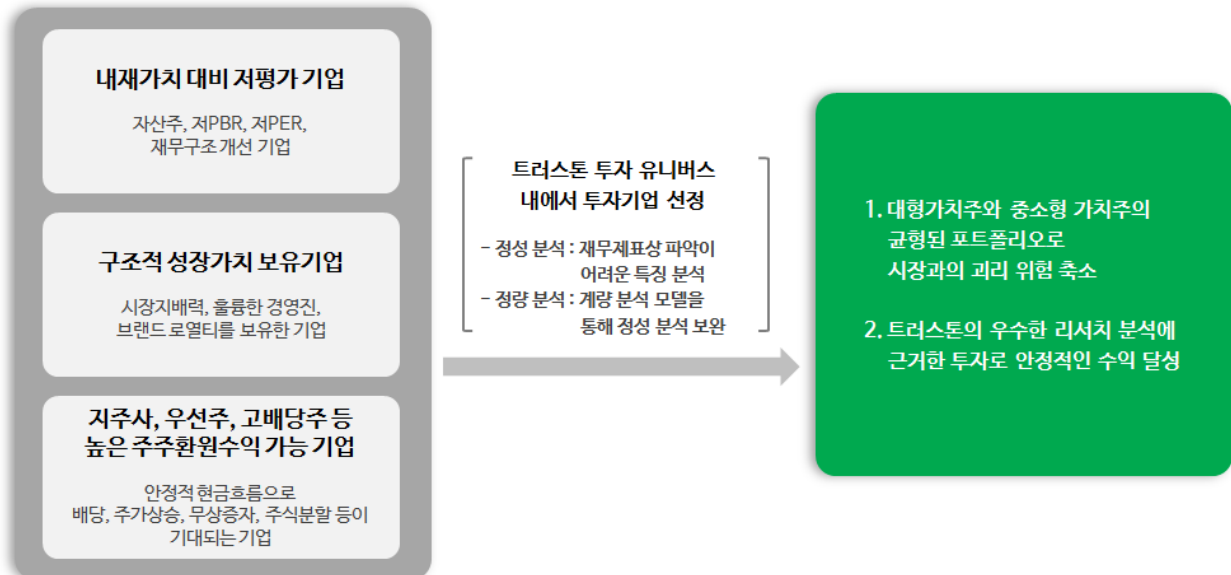 내재가치 대비 저평가 기업
자산주, 저PBR, 저PER,
재무구조 개선 기업
구조적 성장가치 보유기업
시장지배력, 훌륭한 경영진,
브랜드 로열티를 보유한 기업
지주사, 우선주, 고배당주 등
높은 주주환원수익 가능 기업
안정적 현금흐름으로
배당, 주가상승, 무상증자, 주식분할 등이
기대되는 기업
트러스톤 투자 유니버스
내에서 투자기업 선정
- 정성 분석 : 재무제표상 파악이
어려운 특징 분석
- 정량 분석 : 계량 분석 모델을
통해 정성 분석 보완
1. 대형가치주와 중소형 가치주의
균형된 포트폴리오로
시장과의 괴리 위험 축소
2. 트러스톤의 우수한 리서치 분석에
근거한 투자로 안정적인 수익 달성